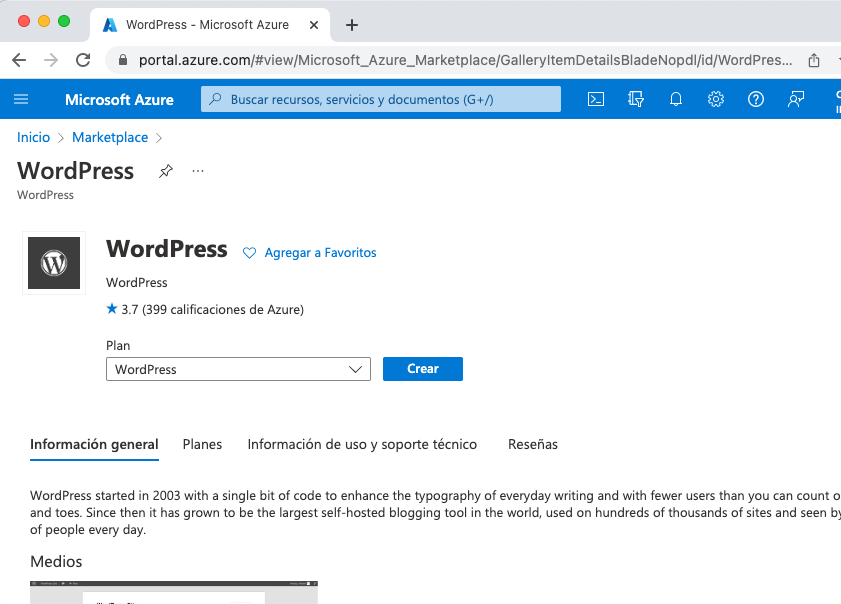 WordPress - Microsoft Azure
portal.azure.com/#view/Microsoft_Azure_Marketplace/GalleryItemDetailsBladeNopdl/id/WordPres...
Microsoft Azure
Buscar recursos, servicios y documentos (G+/)
Inicio > Marketplace >
WordPress
...
WordPress
WordPress
Agregar a Favoritos
WordPress
3.7 (399 calificaciones de Azure)
Plan
WordPress
Crear
Información general
Planes
Información de uso y soporte técnico
Reseñas
WordPress started in 2003 with a single bit of code to enhance the typography of everyday writing and with fewer users than you can count o
and toes. Since then it has grown to be the largest self-hosted blogging tool in the world, used on hundreds of thousands of sites and seen by
of people every day.
Medios